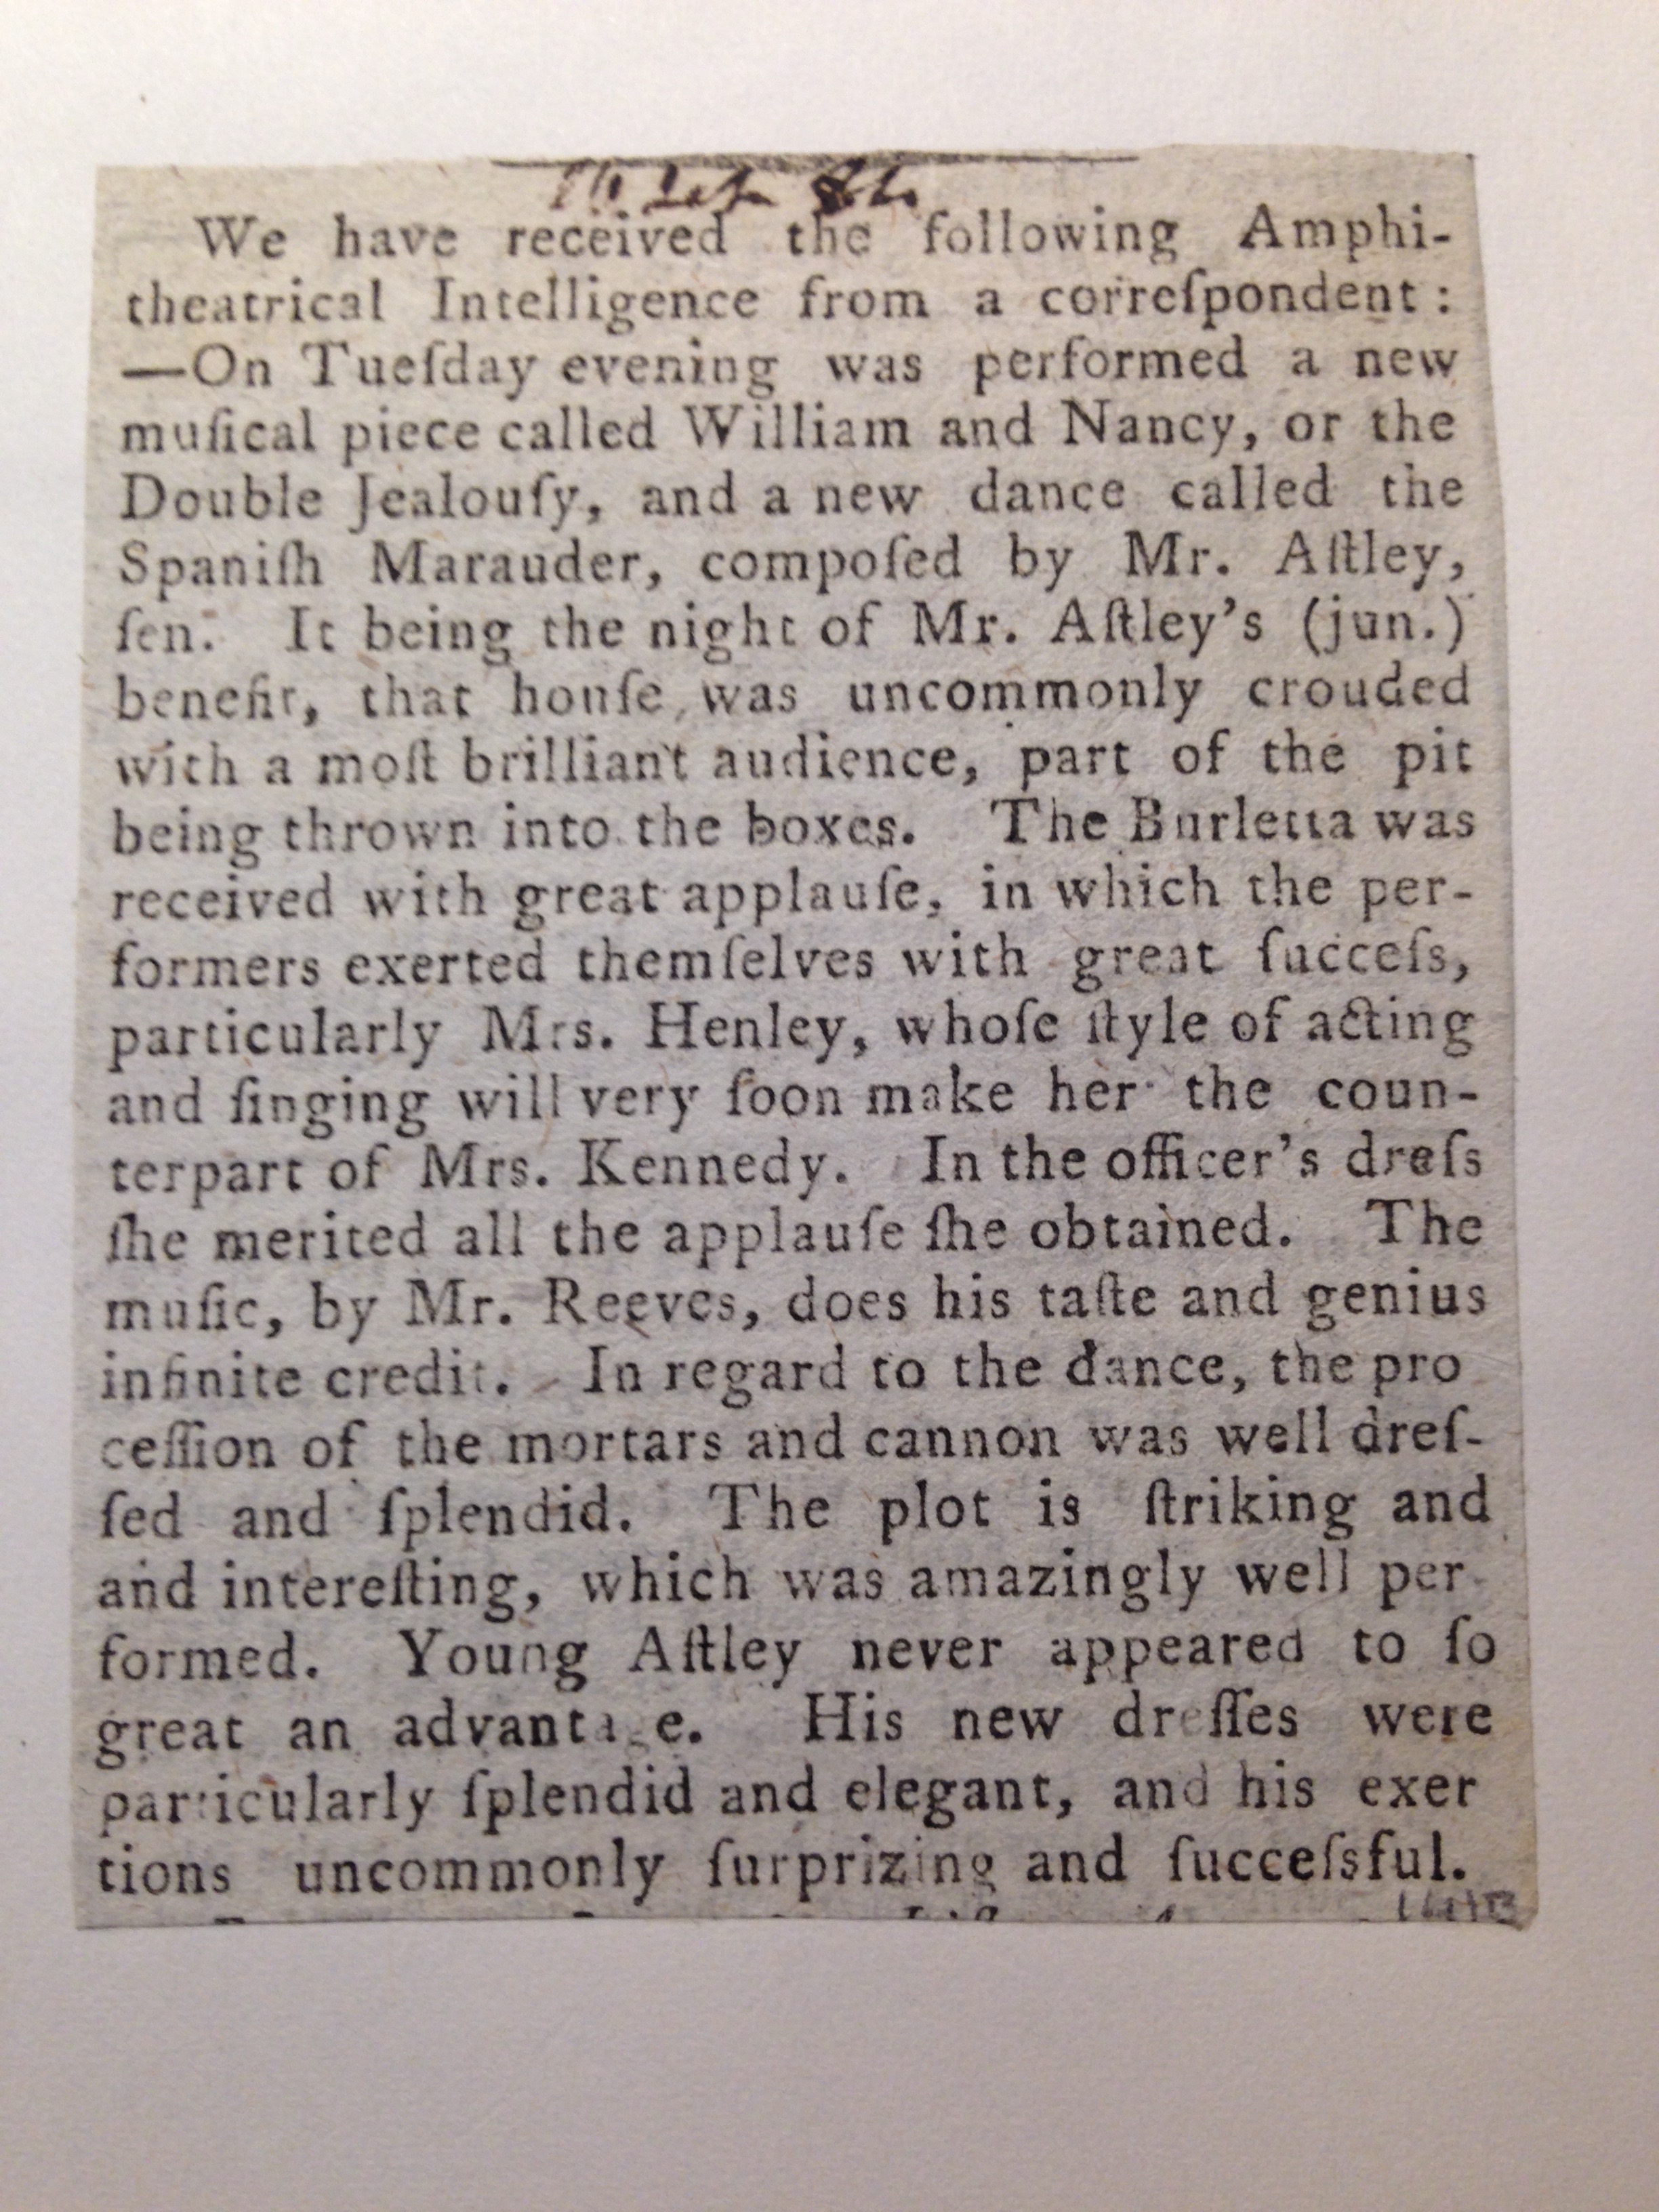 We have received the following Amphi-
theatrical Intelligence from a correſpondent :
—On Tueſday evening was performed a new
muſical piece called William and Nancy, or the
Double Jealouſy, and a new dance called the
Spaniſh Marauder, compoſed by Mr. Aſtley,
ſen. It being the night of Mr. Aſtley's (jun.)
benefit, that houſe was uncommonly crouded
with a moſt brilliant audience, part of the pit
being thrown into the boxes. The Burletta was
received with great applauſe, in which the per-
formers exerted themſelves with great ſucceſs,
particularly Mrs. Henley, whoſe ſtyle of acting
and ſinging will very ſoon make her the coun-
terpart of Mrs. Kennedy. In the officer's dreſs
ſhe merited all the applauſe ſhe obtained. The
muſic, by Mr. Reeves, does his taſte and genius
infinite credit. In regard to the dance, the pro
ceſſion of the mortars and cannon was well dreſ-
ſed and ſplendid. The plot is ſtriking and
and intereſting, which was amazingly well per-
formed. Young Aſtley never appeared to ſo
great an advantage. His new dreſſes were
particularly ſplendid and elegant, and his exer
tions uncommonly ſurprizing and ſucceſsful.